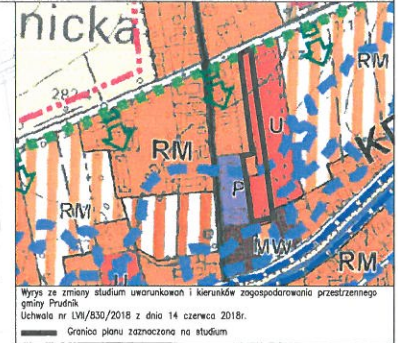 nicka
282
RM
U
RM
K
P
RM
MW
RM
U
Wyrys ze zmiany studium uwarunkowań i kierunków zagospodarowania przestrzennego
gminy Prudnik
Uchwała nr LVII/830/2018 z dnia 14 czerwca 2018r.
Granica planu zaznaczona na studium